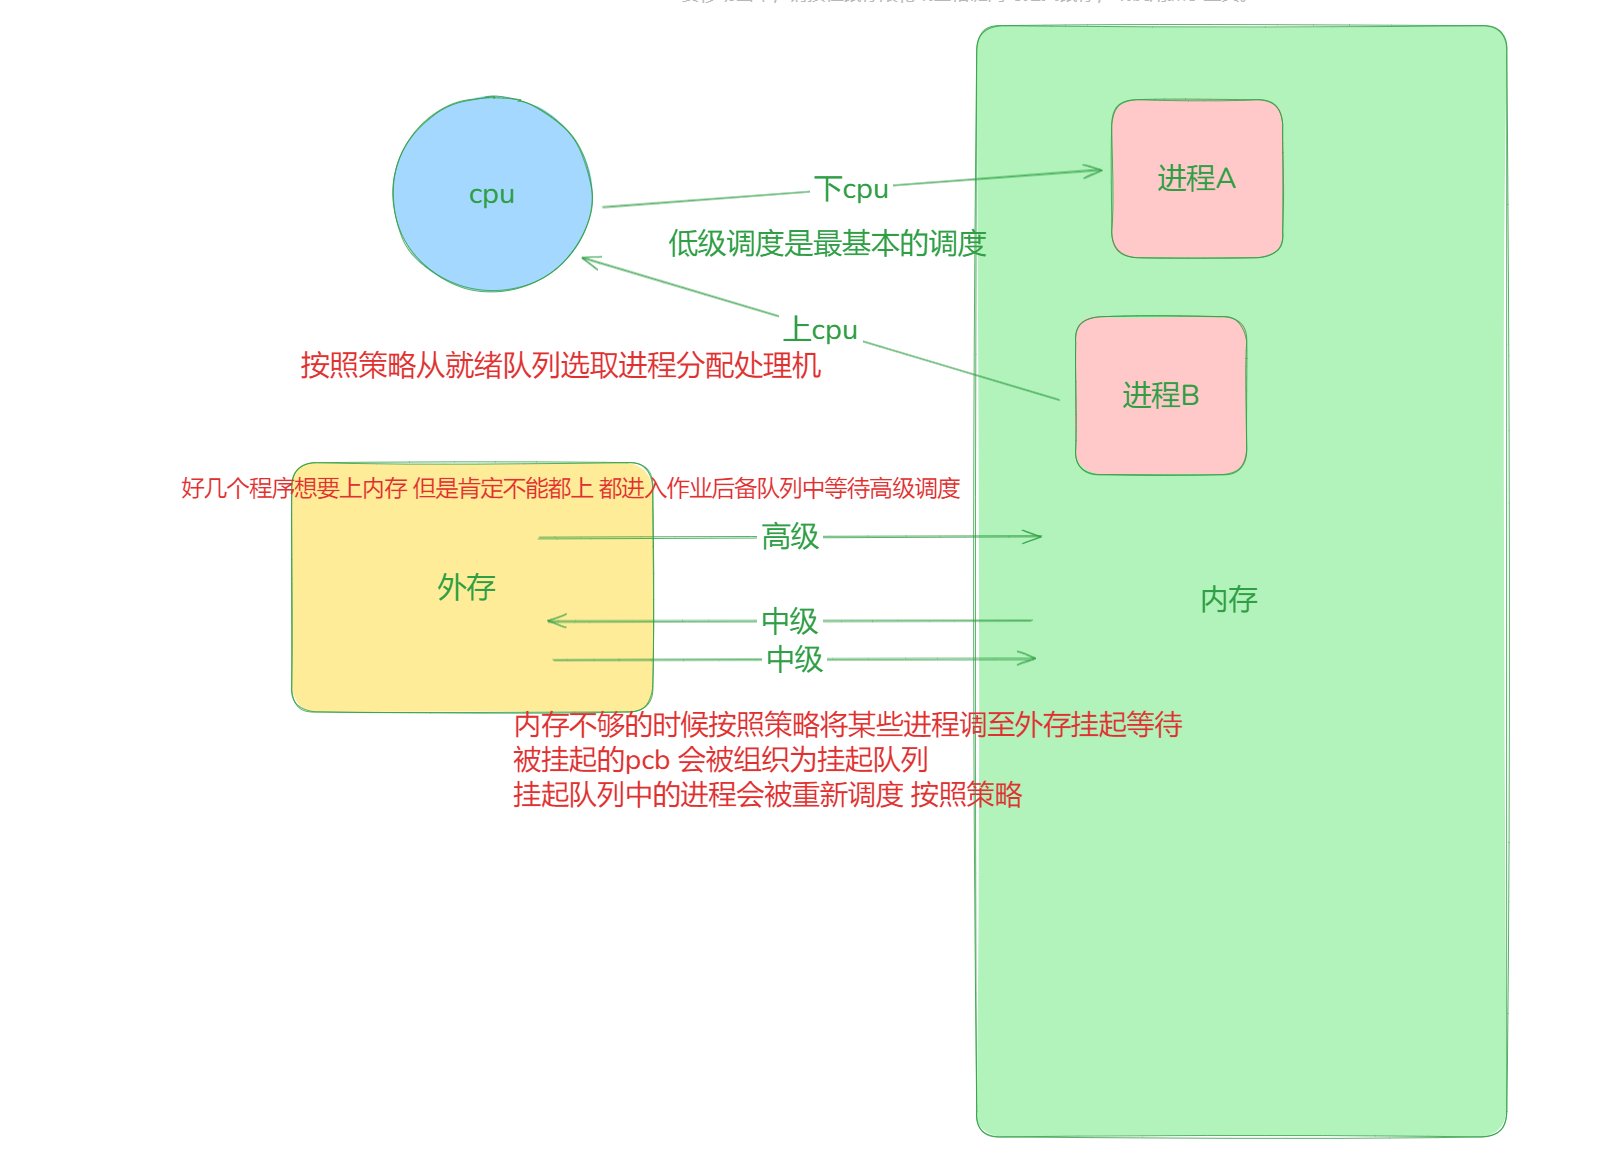 cpu
下cpu
进程A
低级调度是最基本的调度
上cpu
按照策略从就绪队列选取进程分配处理机
进程B
好几个程序想要上内存 但是肯定不能都上 都进入作业后备队列中等待高级调度
高级
外存
内存
中级
中级
内存不够的时候按照策略将某些进程调至外存挂起等待
被挂起的pcb 会被组织为挂起队列
挂起队列中的进程会被重新调度 按照策略